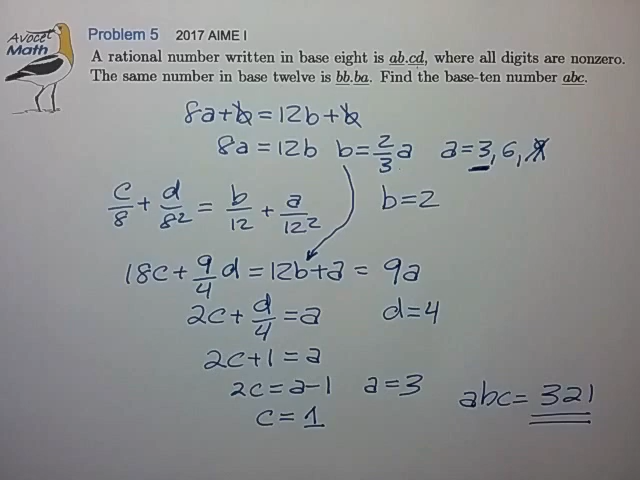 Avocet Math
Problem 5 2017 AIME I
A rational number written in base eight is ab.cd, where all digits are nonzero.
The same number in base twelve is bb.ba. Find the base-ten number abc.
8a+b=12b+b
8a=12b b=2/3 a a=3,6,9
c/8 + d/8² = b/12 + a/12² b=2
18c + 9/4 d = 12b+a = 9a
2c + d/4 = a d=4
2c+1=a
2c=a-1 a=3
c=1
abc=321